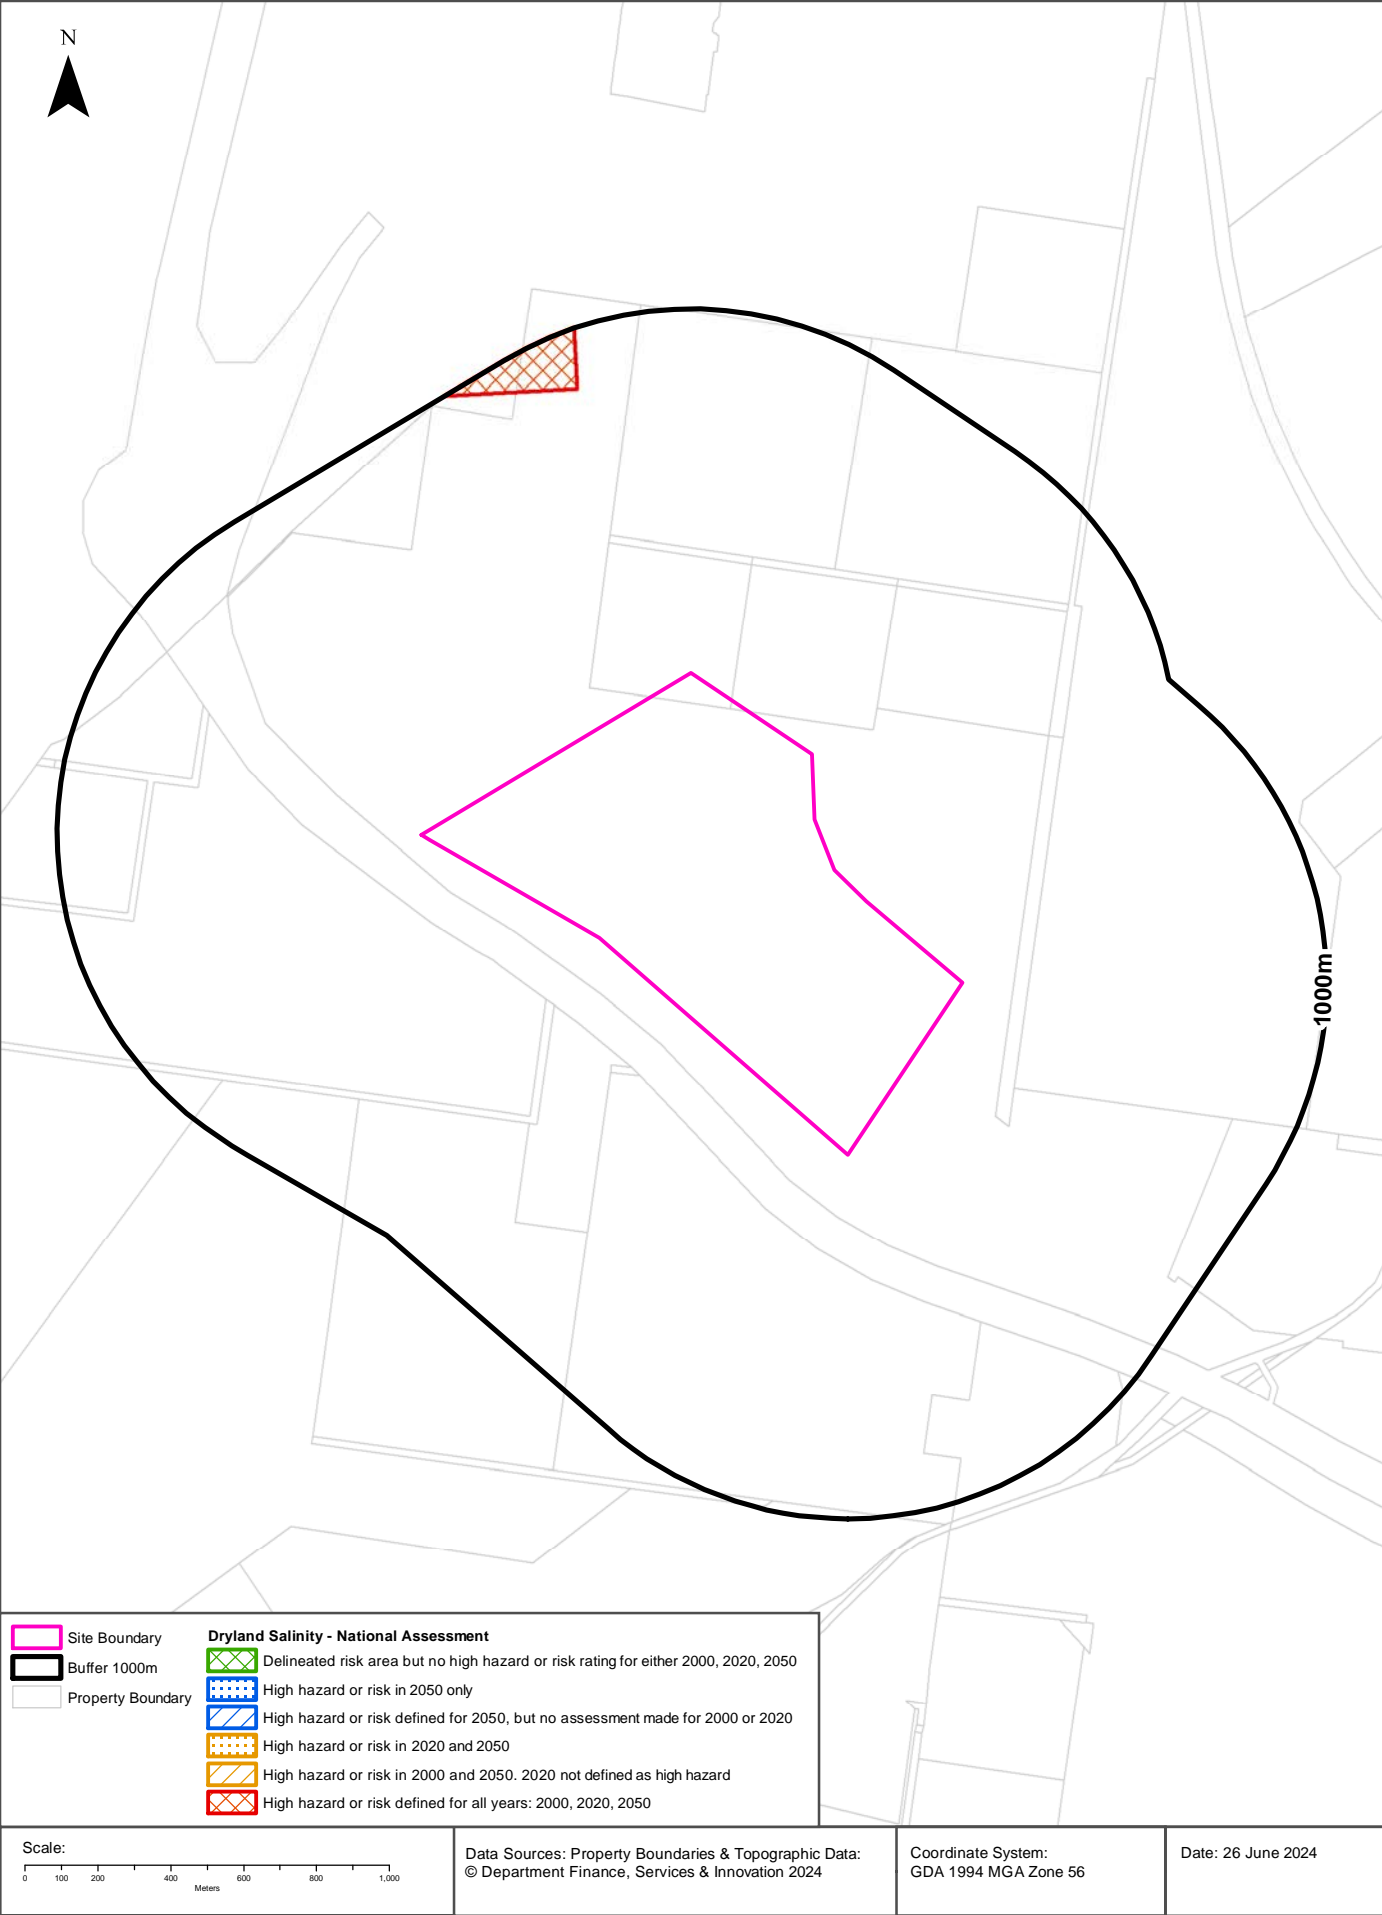 N
1000m
Site Boundary
Buffer 1000m
Property Boundary
Dryland Salinity - National Assessment
Delineated risk area but no high hazard or risk rating for either 2000, 2020, 2050
High hazard or risk in 2050 only
High hazard or risk defined for 2050, but no assessment made for 2000 or 2020
High hazard or risk in 2020 and 2050
High hazard or risk in 2000 and 2050. 2020 not defined as high hazard
High hazard or risk defined for all years: 2000, 2020, 2050
Scale:
0 100 200 400 600 800 1,000
Meters
Data Sources: Property Boundaries & Topographic Data:
© Department Finance, Services & Innovation 2024
Coordinate System:
GDA 1994 MGA Zone 56
Date: 26 June 2024